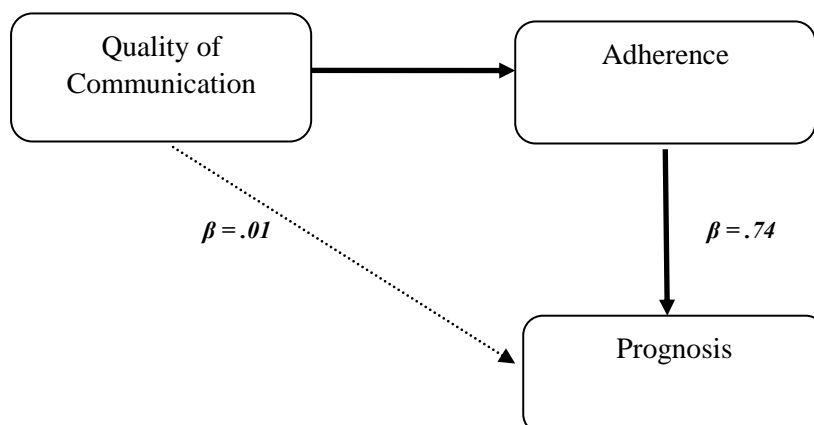 Quality of
Communication
Adherence
β = .01
β = .74
Prognosis